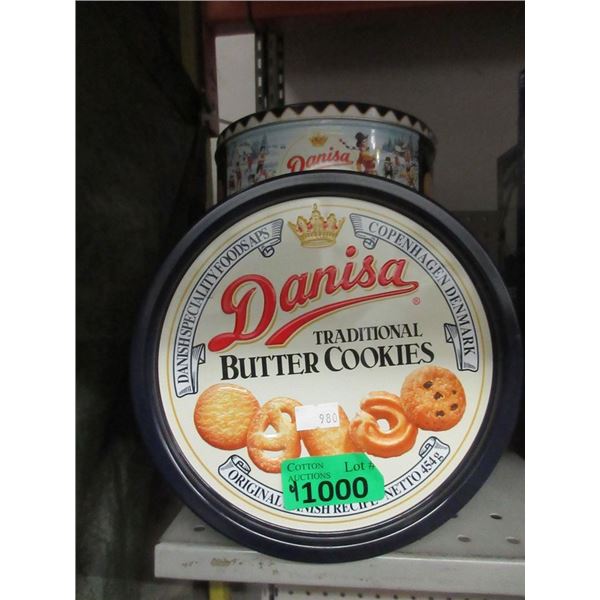 Danisa
DANISH SPECIALITY FOODS APS
COPENHAGEN DENMARK
Danisa®
TRADITIONAL
BUTTER COOKIES
980
COTTON
AUCTIONS
Lot #
1000
ORIGINAL
RECIPE
NETTO 454g